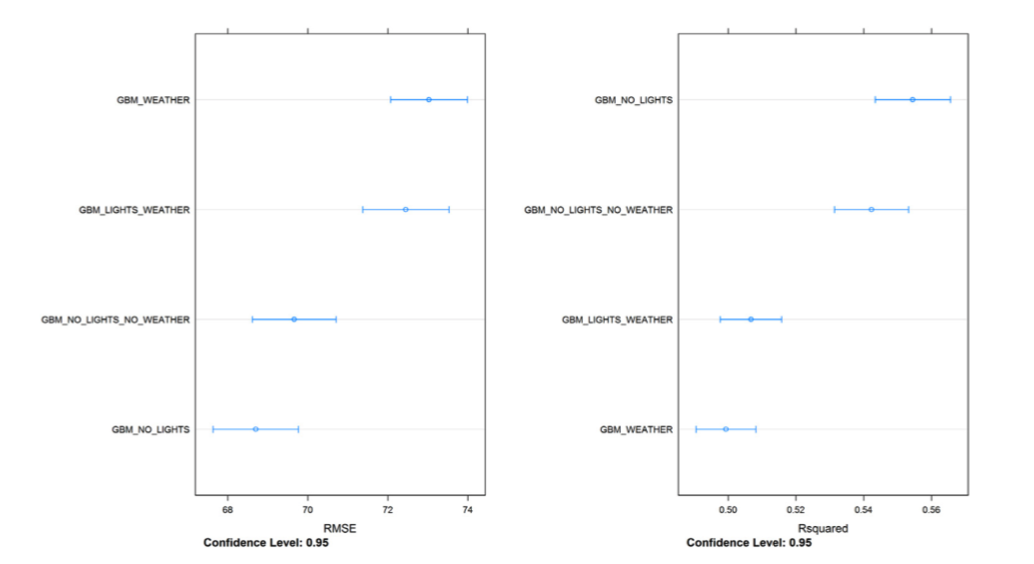 GBM_WEATHER
GBM_LIGHTS_WEATHER
GBM_NO_LIGHTS_NO_WEATHER
GBM_NO_LIGHTS
68 70 72 74
RMSE
Confidence Level: 0.95
GBM_NO_LIGHTS
GBM_NO_LIGHTS_NO_WEATHER
GBM_LIGHTS_WEATHER
GBM_WEATHER
0.50 0.52 0.54 0.56
Rsquared
Confidence Level: 0.95